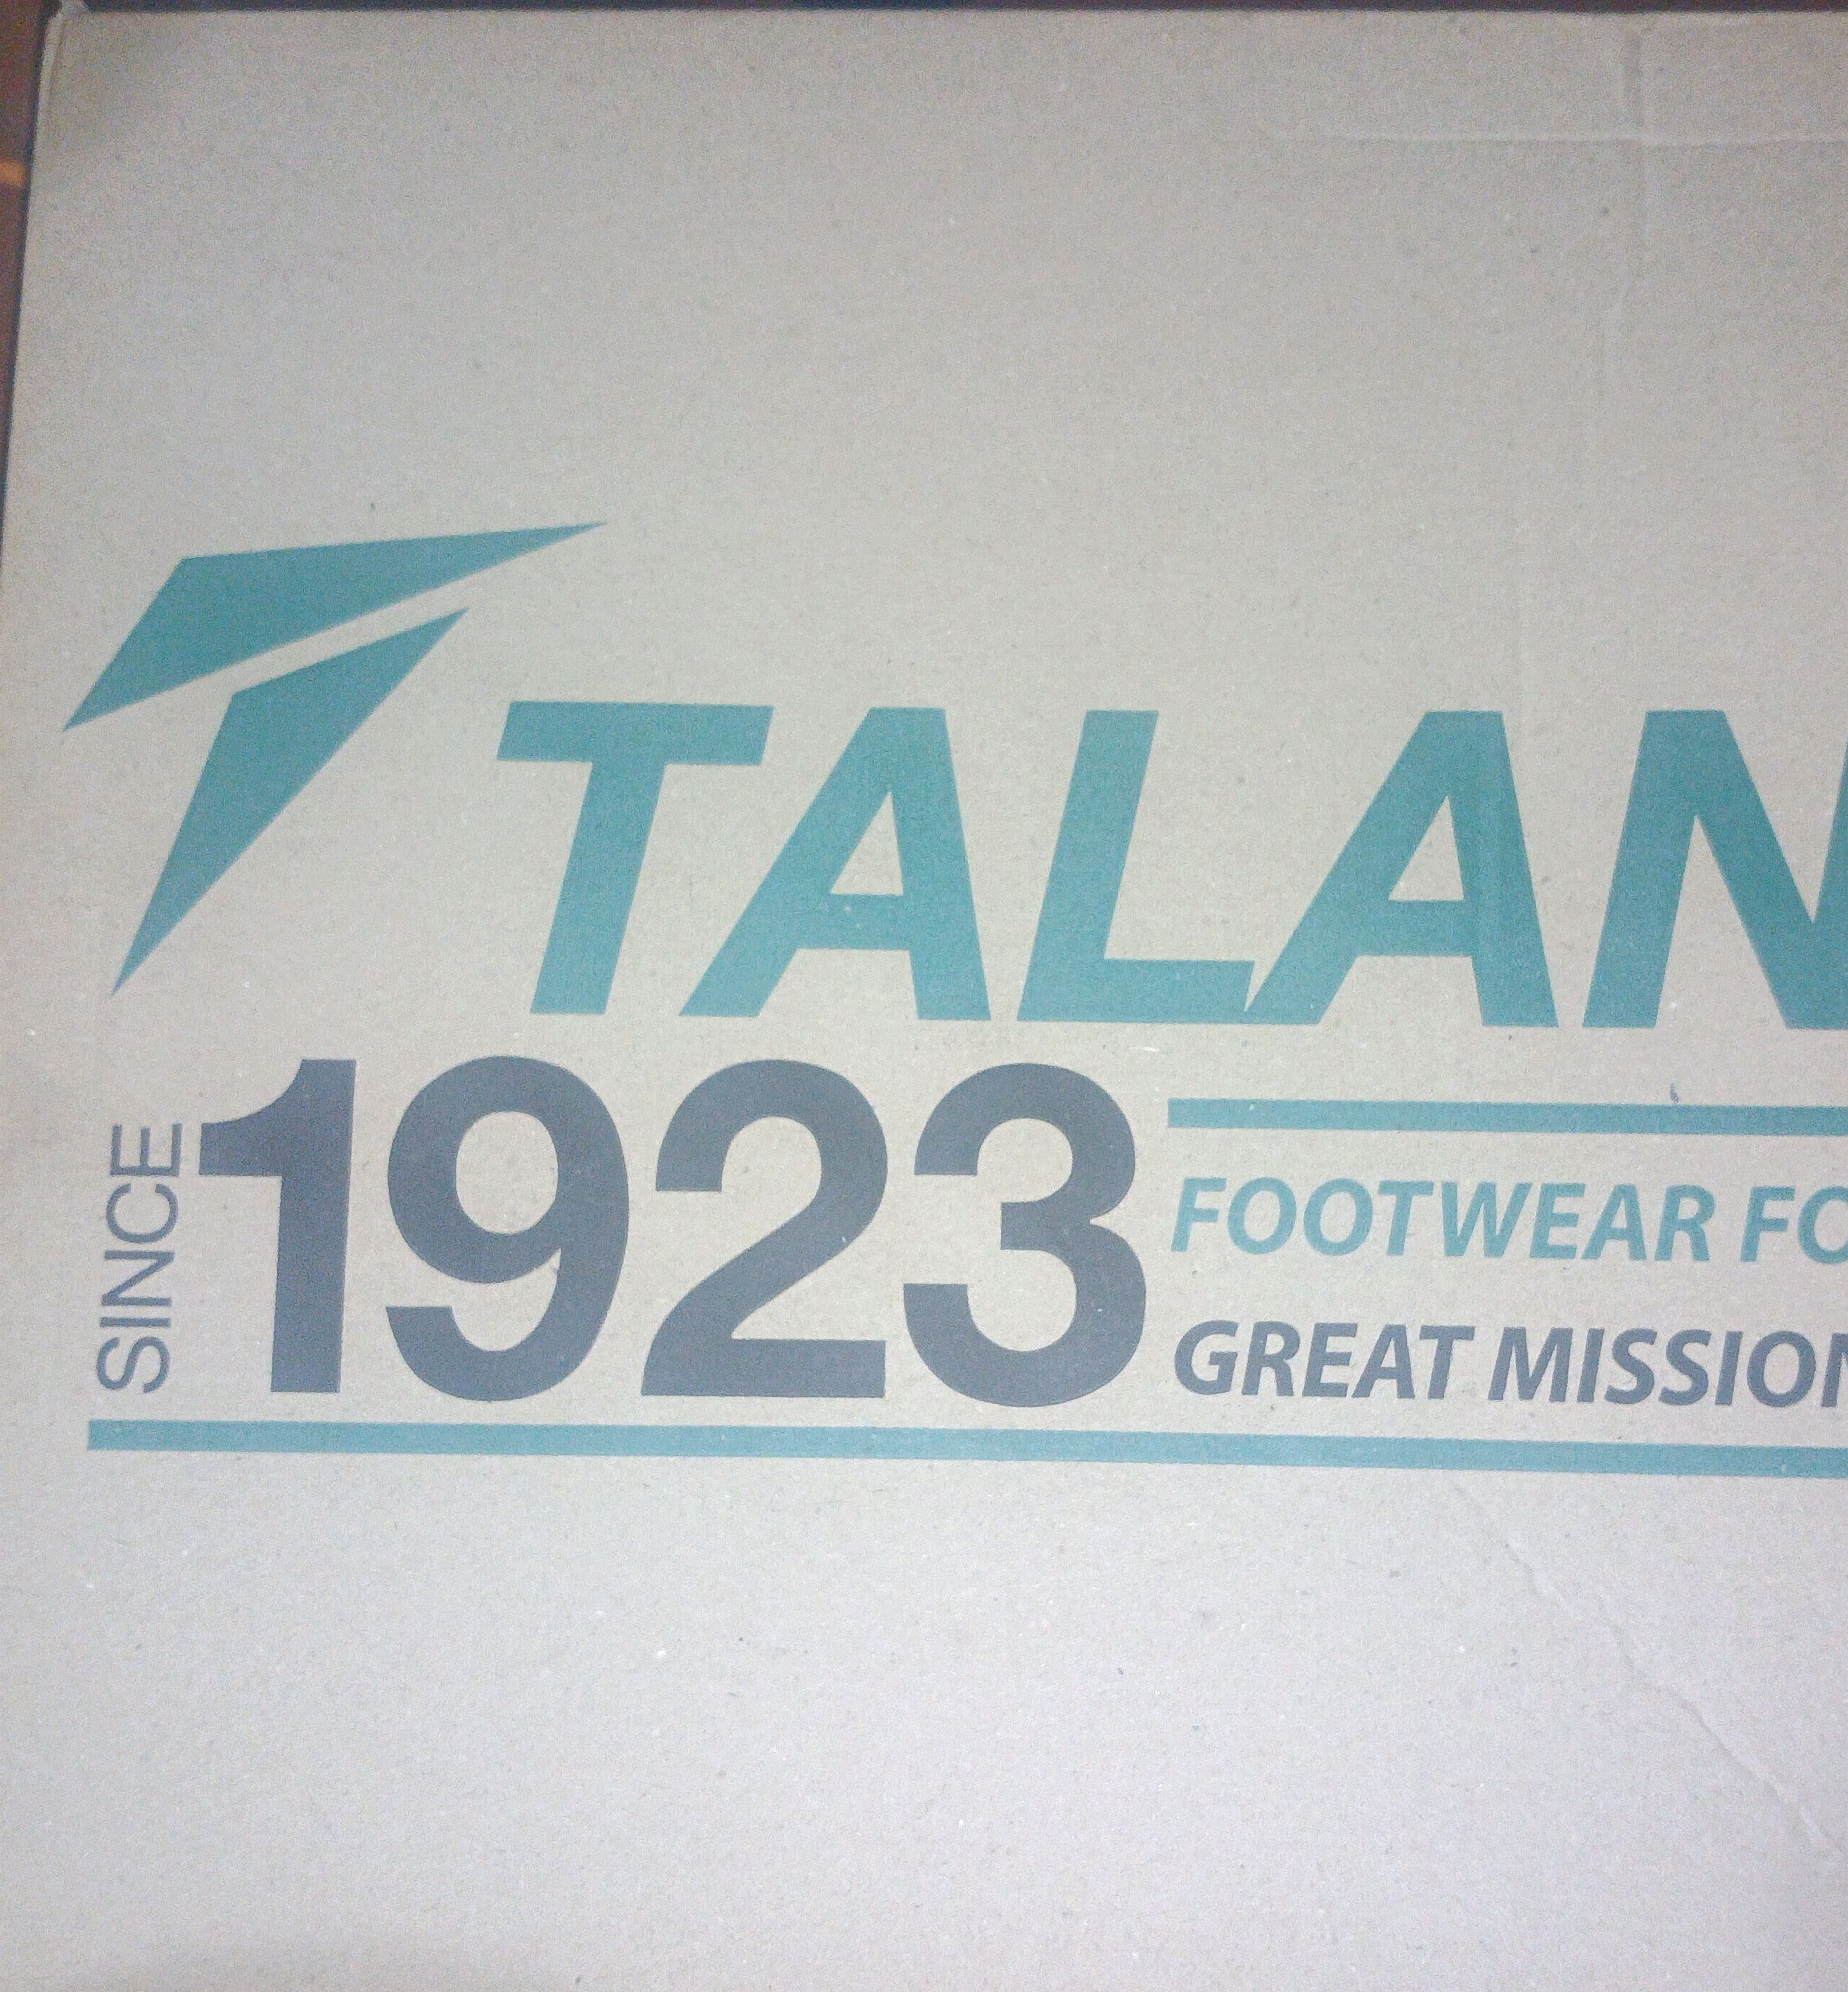 TALAN
SINCE
1923
FOOTWEAR FO
GREAT MISSION